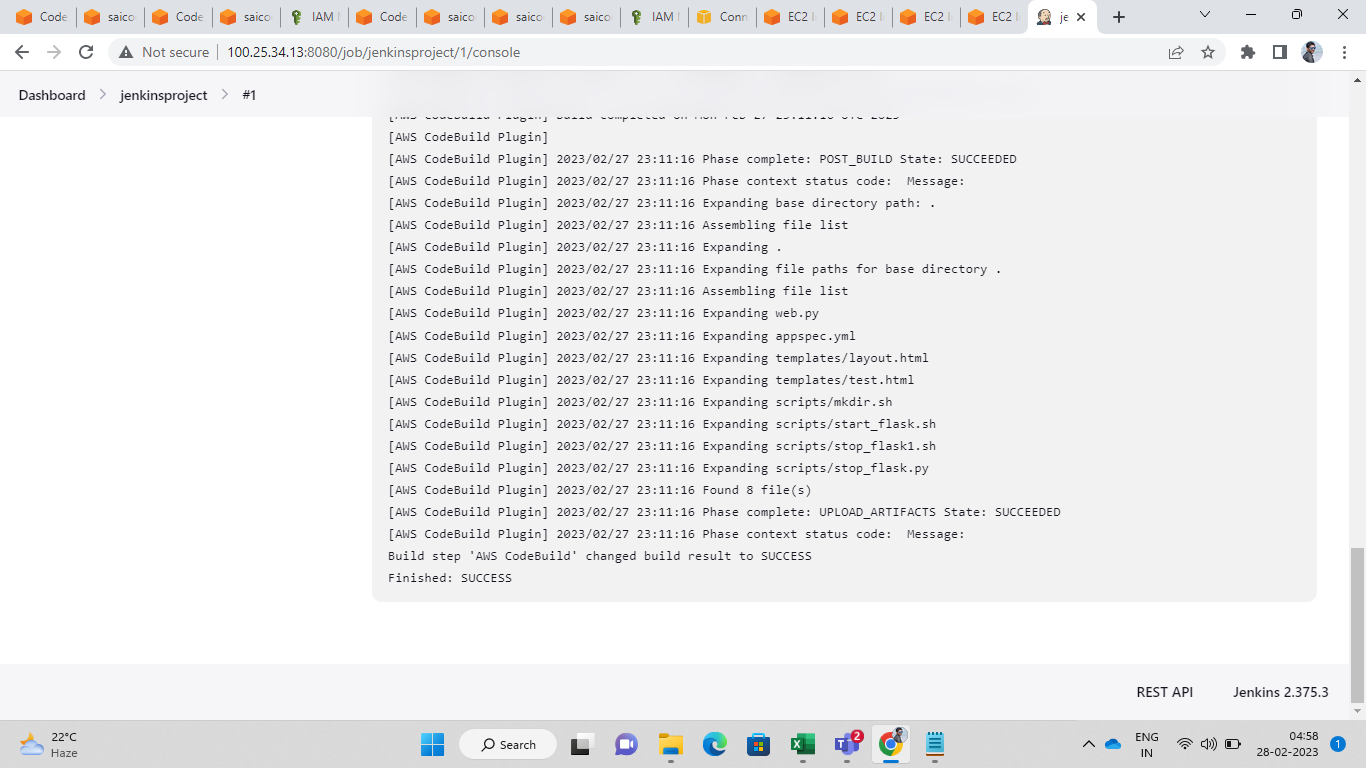 Code
saico
Code
saico
IAM
Code
saico
saico
saico
IAM
Conn
EC2
EC2
EC2
EC2
je
Not secure
100.25.34.13:8080/job/jenkinsproject/1/console
Dashboard
jenkinsproject
#1
[AWS CodeBuild Plugin] Build completed on Mon Feb 27 23:11:16 UTC 2023
[AWS CodeBuild Plugin]
[AWS CodeBuild Plugin] 2023/02/27 23:11:16 Phase complete: POST_BUILD State: SUCCEEDED
[AWS CodeBuild Plugin] 2023/02/27 23:11:16 Phase context status code:  Message:
[AWS CodeBuild Plugin] 2023/02/27 23:11:16 Expanding base directory path: .
[AWS CodeBuild Plugin] 2023/02/27 23:11:16 Assembling file list
[AWS CodeBuild Plugin] 2023/02/27 23:11:16 Expanding .
[AWS CodeBuild Plugin] 2023/02/27 23:11:16 Expanding file paths for base directory .
[AWS CodeBuild Plugin] 2023/02/27 23:11:16 Assembling file list
[AWS CodeBuild Plugin] 2023/02/27 23:11:16 Expanding web.py
[AWS CodeBuild Plugin] 2023/02/27 23:11:16 Expanding appspec.yml
[AWS CodeBuild Plugin] 2023/02/27 23:11:16 Expanding templates/layout.html
[AWS CodeBuild Plugin] 2023/02/27 23:11:16 Expanding templates/test.html
[AWS CodeBuild Plugin] 2023/02/27 23:11:16 Expanding scripts/mkdir.sh
[AWS CodeBuild Plugin] 2023/02/27 23:11:16 Expanding scripts/start_flask.sh
[AWS CodeBuild Plugin] 2023/02/27 23:11:16 Expanding scripts/stop_flask1.sh
[AWS CodeBuild Plugin] 2023/02/27 23:11:16 Expanding scripts/stop_flask.py
[AWS CodeBuild Plugin] 2023/02/27 23:11:16 Found 8 file(s)
[AWS CodeBuild Plugin] 2023/02/27 23:11:16 Phase complete: UPLOAD_ARTIFACTS State: SUCCEEDED
[AWS CodeBuild Plugin] 2023/02/27 23:11:16 Phase context status code:  Message:
Build step 'AWS CodeBuild' changed build result to SUCCESS
Finished: SUCCESS
REST API
Jenkins 2.375.3
22°C
Haze
Search
2
ENG
IN
04:58
28-02-2023
1